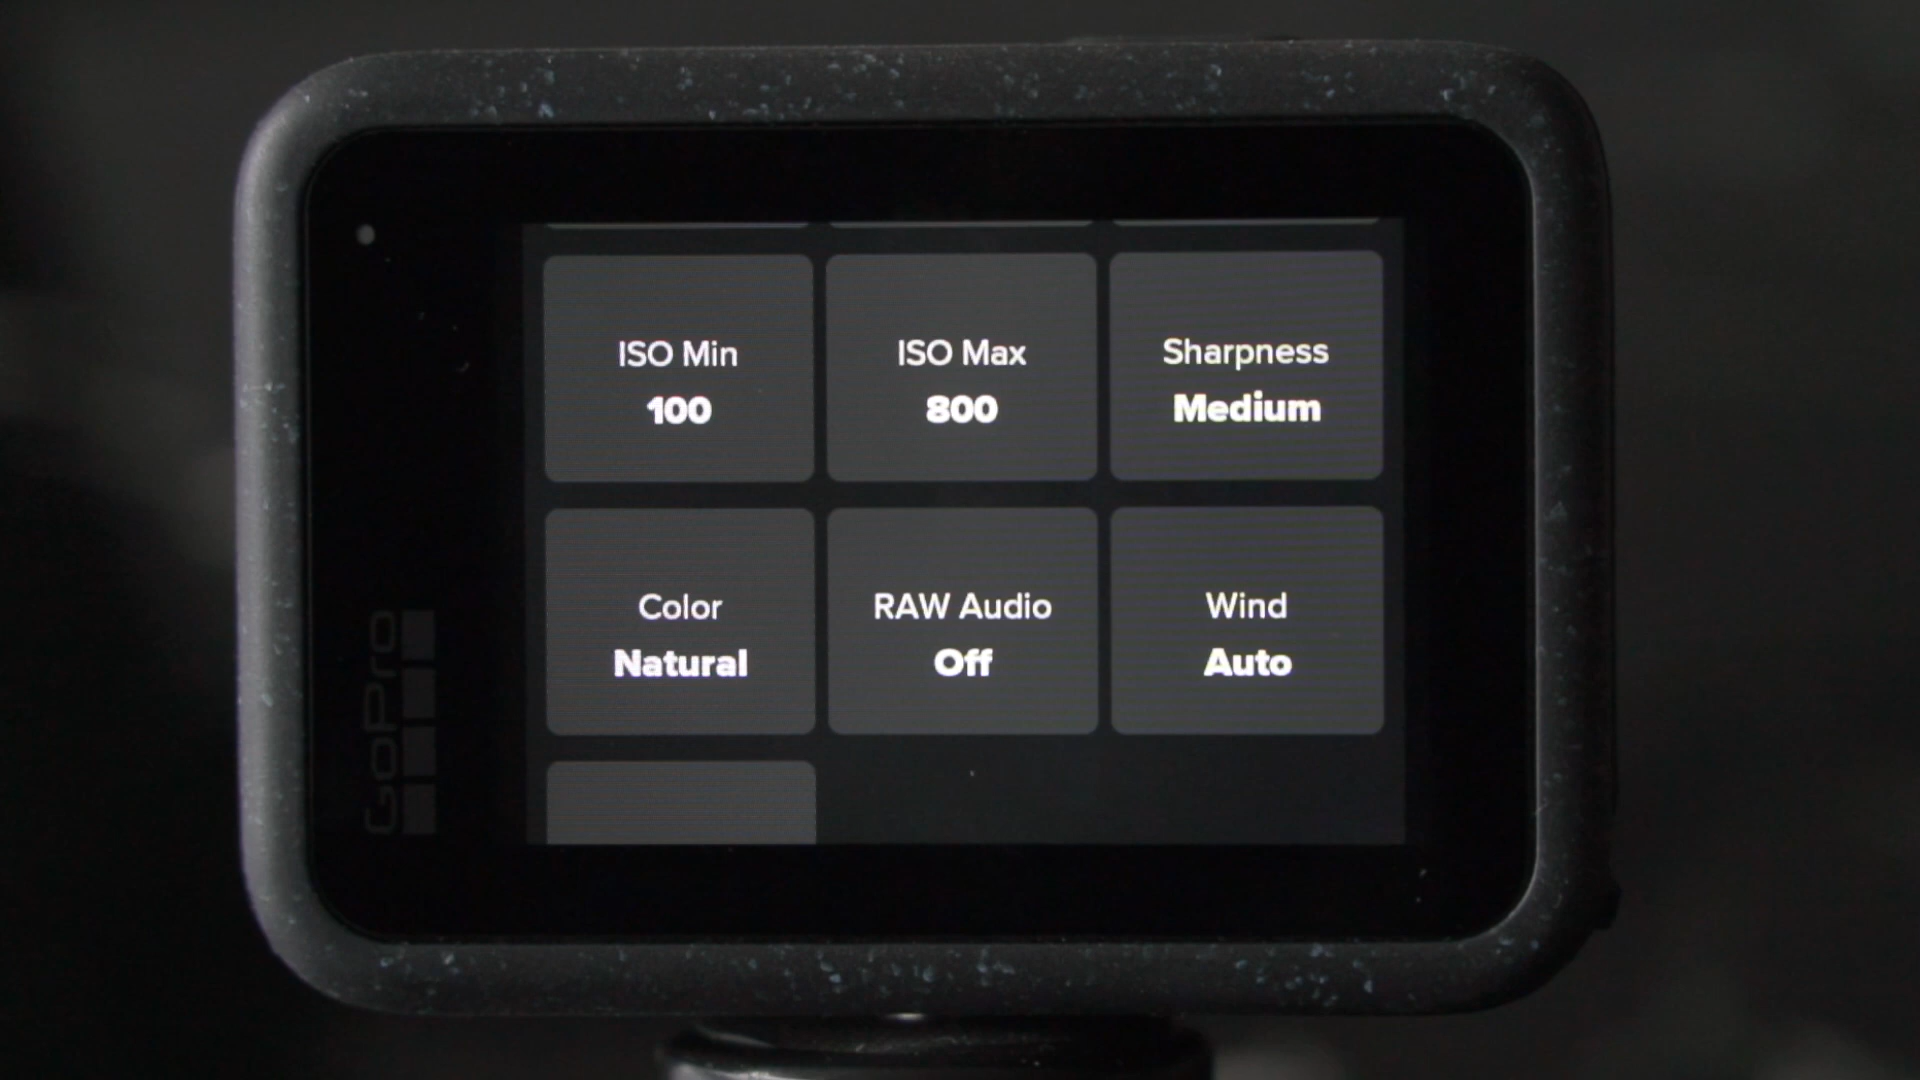 ISO Min
100
ISO Max
800
Sharpness
Medium
Color
Natural
RAW Audio
Off
Wind
Auto
GoPro